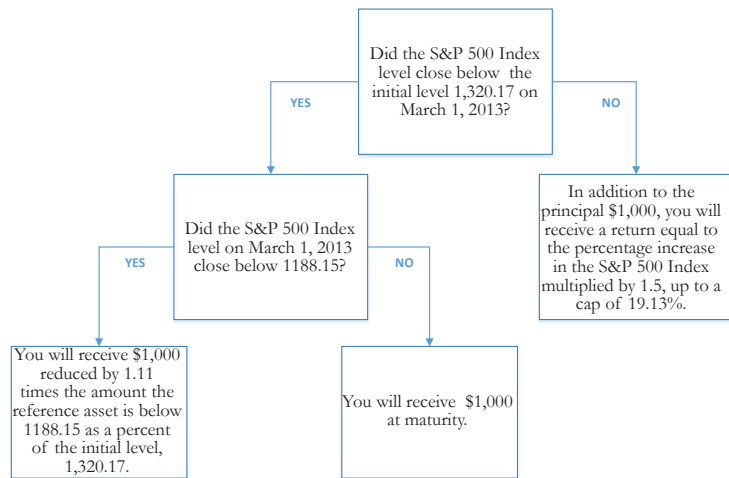 Did the S&P 500 Index
level close below the
initial level 1,320.17 on
March 1, 2013?
YES
NO
Did the S&P 500 Index
level on March 1, 2013
close below 1188.15?
In addition to the
principal $1,000, you will
receive a return equal to
the percentage increase
in the S&P 500 Index
multiplied by 1.5, up to a
cap of 19.13%.
YES
NO
You will receive $1,000
reduced by 1.11
times the amount the
reference asset is below
1188.15 as a percent
of the initial level,
1,320.17.
You will receive $1,000
at maturity.